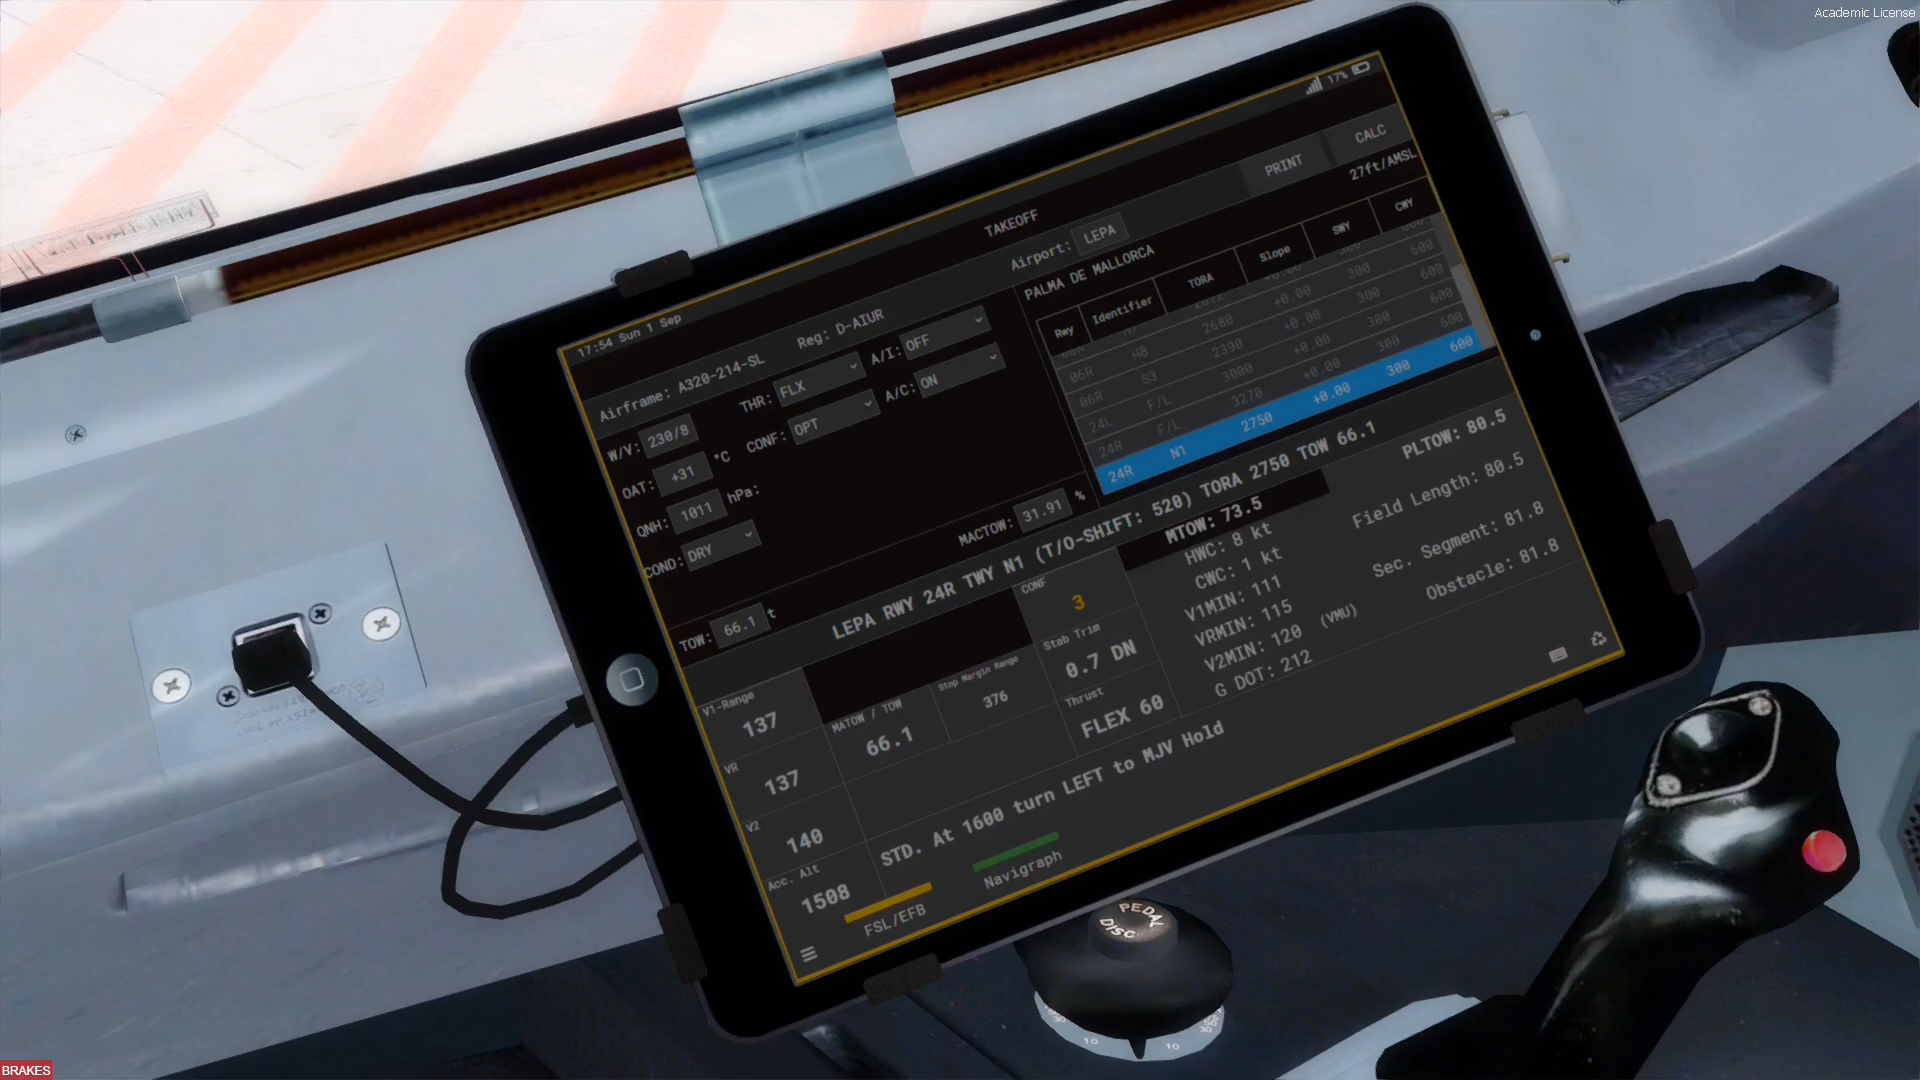 Academic License
17:54 Sun 1 Sep
17%
TAKEOFF
Airframe: A320-214-SL
Reg: D-AIUR
Airport: LEPA
PRINT
CALC
W/V: 230/8
THR: FLX
A/I: OFF
OAT: +31 °C
CONF: OPT
A/C: ON
QNH: 1011 hPa:
COND: DRY
MACTOW: 31.91 %
TOW: 66.1 t
PALMA DE MALLORCA
27ft/AMSL
Rwy Identifier TORA Slope SWY CWY
06R H8 2680 +0.00 300 600
06R S3 2390 +0.00 300 600
24L F/L 3000 +0.00 300 600
24R F/L 3270 +0.00 300 600
24R N1 2750 +0.00 300 600
LEPA RWY 24R TWY N1 (T/O-SHIFT: 520) TORA 2750 TOW 66.1
V1-Range
137
VR
137
V2
140
Acc. Alt
1508
MATOW / TOW
66.1
Stop Margin Range
376
CONF
3
Stab Trim
0.7 DN
Thrust
FLEX 60
MTOW: 73.5
HWC: 8 kt
CWC: 1 kt
V1MIN: 111
VRMIN: 115
V2MIN: 120 (VMU)
G DOT: 212
PLTOW: 80.5
Field Length: 80.5
Sec. Segment: 81.8
Obstacle: 81.8
STD. At 1600 turn LEFT to MJV Hold
FSL/EFB
Navigraph
PEDAL
DISC
10
10
BRAKES